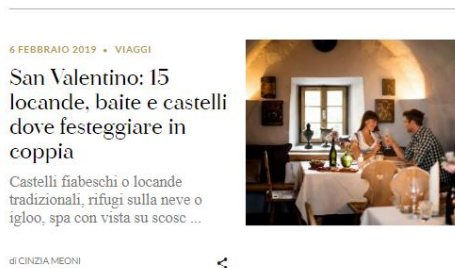 6 FEBBRAIO 2019 • VIAGGI
San Valentino: 15
locande, baite e castelli
dove festeggiare in
coppia
Castelli fiabeschi o locande
tradizionali, rifugi sulla neve o
igloo, spa con vista su scosc ...
di CINZIA MEONI